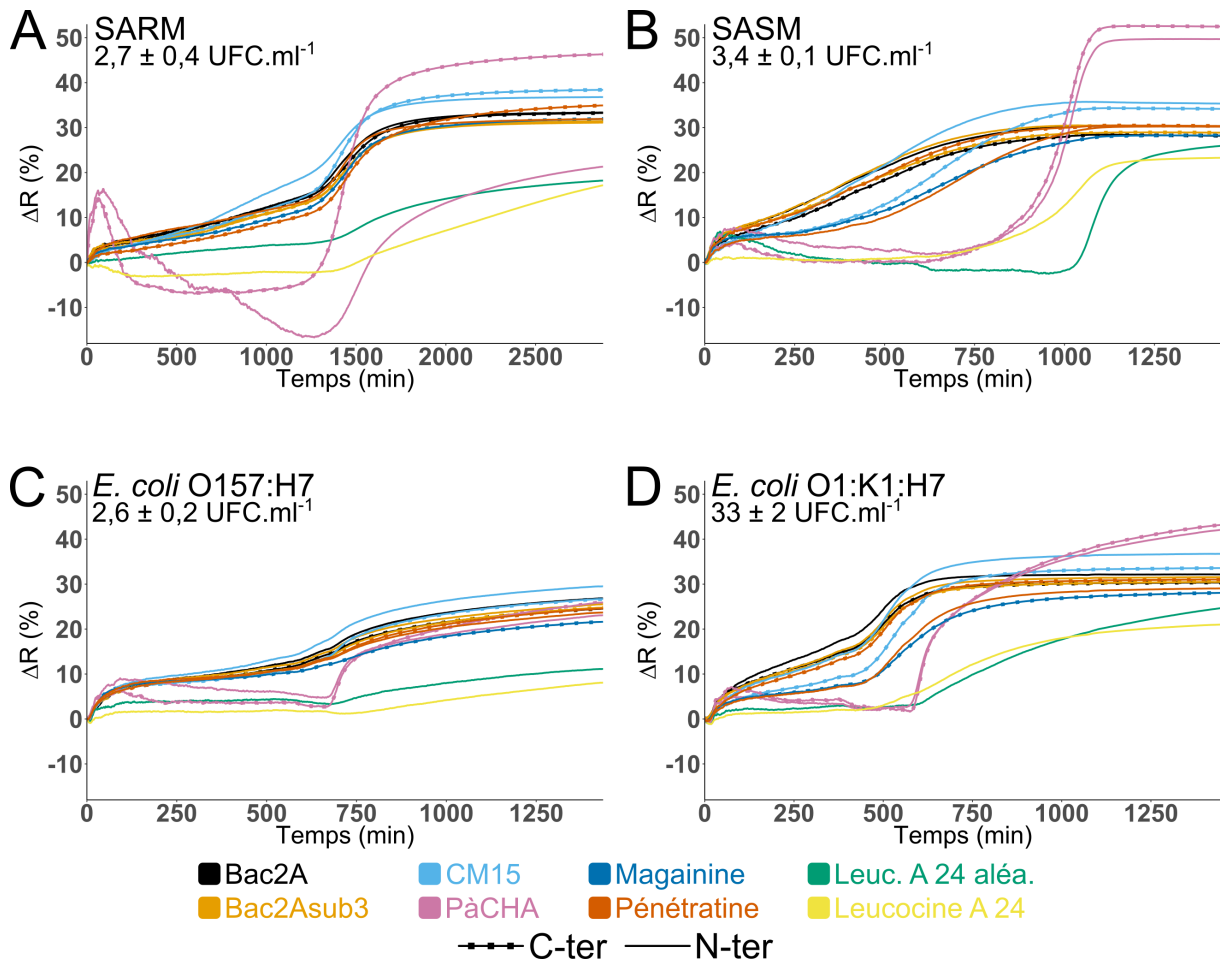 A
SARM
2,7 ± 0,4 UFC.ml-1
50
40
30
20
10
0
-10
ΔR (%)
0 500 1000 1500 2000 2500
Temps (min)
B
SASM
3,4 ± 0,1 UFC.ml-1
50
40
30
20
10
0
-10
ΔR (%)
0 250 500 750 1000 1250
Temps (min)
C
E. coli O157:H7
2,6 ± 0,2 UFC.ml-1
50
40
30
20
10
0
-10
ΔR (%)
0 250 500 750 1000 1250
Temps (min)
D
E. coli O1:K1:H7
33 ± 2 UFC.ml-1
50
40
30
20
10
0
-10
ΔR (%)
0 250 500 750 1000 1250
Temps (min)
Bac2A CM15 Magainine Leuc. A 24 aléa.
Bac2Asub3 PàCHA Pénétratine Leucocine A 24
C-ter N-ter